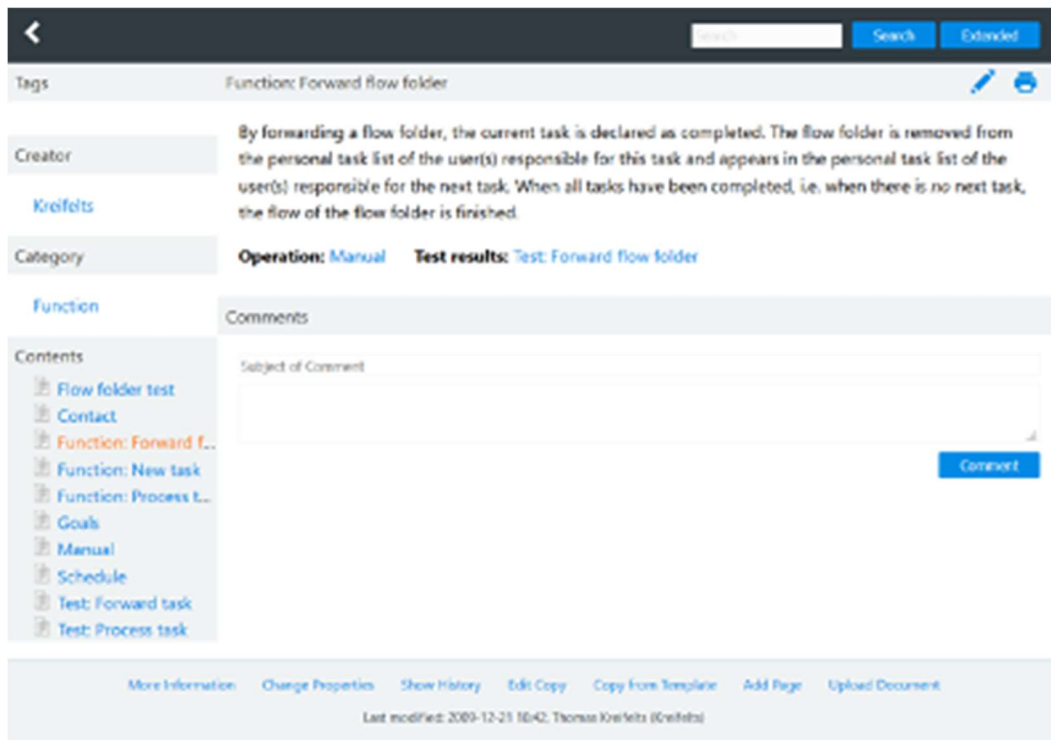 Search Search Extended
Tags
Function: Forward flow folder
By forwarding a flow folder, the current task is declared as completed. The flow folder is removed from
the personal task list of the user(s) responsible for this task and appears in the personal task list of the
user(s) responsible for the next task. When all tasks have been completed, i.e. when there is no next task,
the flow of the flow folder is finished.
Operation: Manual Test results: Test: Forward flow folder
Creator
Kreifelts
Category
Function
Contents
Flow folder test
Contact
Function: Forward f...
Function: New task
Function: Process t...
Goals
Manual
Schedule
Test: Forward task
Test: Process task
Comments
Subject of Comment
Comment
More Information Change Properties Show History Edit Copy Copy from Template Add Page Upload Document
Last modified: 2009-12-21 10:42, Thomas Kreifelts (Kreifelts)